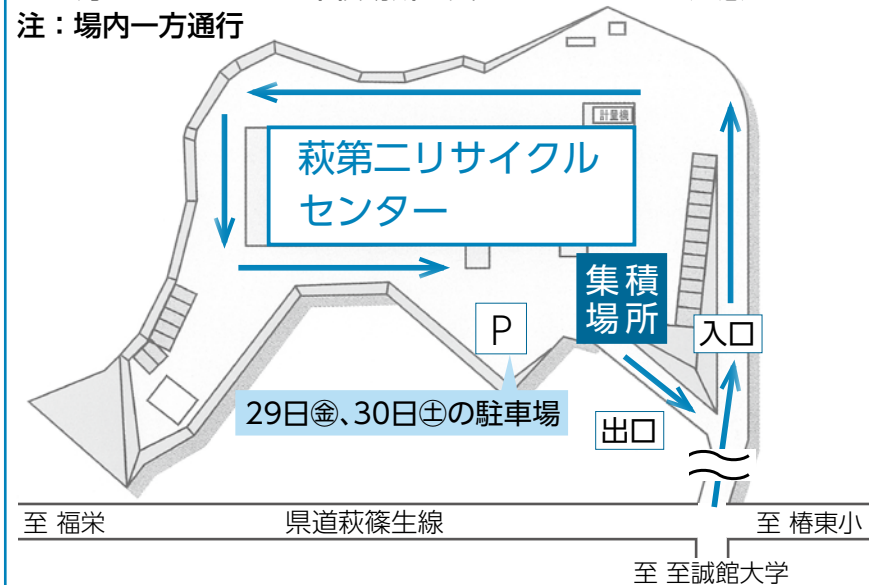 注：場内一方通行
計量機
萩第二リサイクル
センター
集積
場所
P
入口
29日㊎、30日㊏の駐車場
出口
至 福栄
県道萩篠生線
至 椿東小
至 至誠館大学